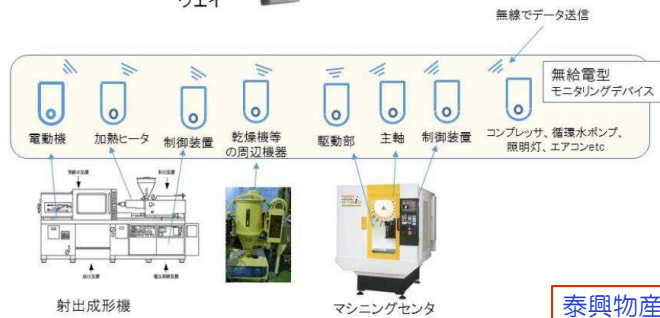 ウェイ
無線でデータ送信
無給電型
モニタリングデバイス
電動機
加熱ヒータ
制御装置
乾燥機等
の周辺機器
駆動部
主軸
制御装置
コンプレッサ、循環水ポンプ、
照明灯、エアコンetc
射出成形機
マシニングセンタ
泰興物産